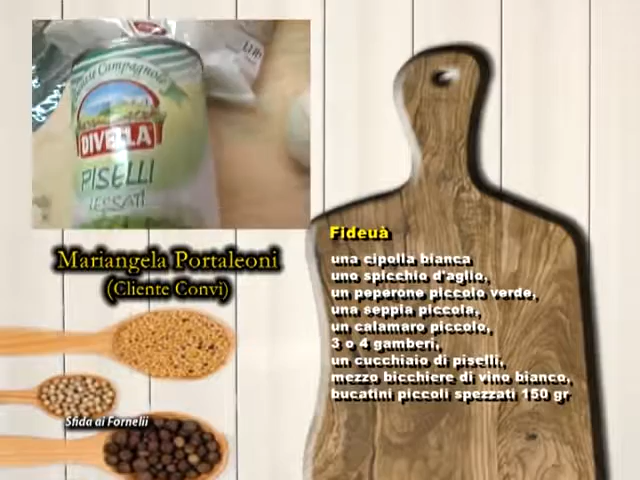 Campagnola
DIVELLA
PISELLI
LESSATI
Mariangela Portaleoni
(Cliente Convi)
Sfida ai Fornelii
Fideuà
una cipolla bianca
uno spicchio d'aglio,
un peperone piccolo verde,
una seppia piccola,
un calamaro piccolo,
3 o 4 gamberi,
un cucchiaio di piselli,
mezzo bicchiere di vino bianco,
bucatini piccoli spezzati 150 gr